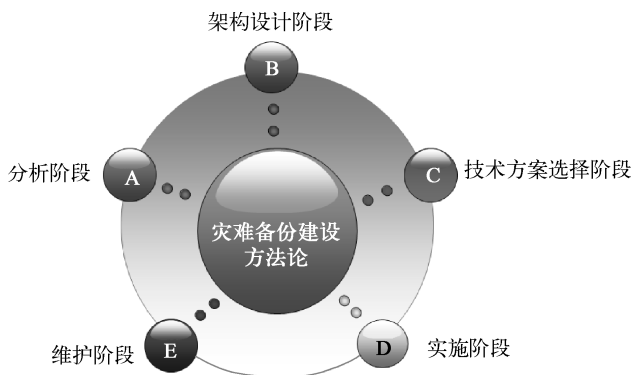 架构设计阶段
B
分析阶段
A
C
技术方案选择阶段
灾难备份建设
方法论
维护阶段
E
D
实施阶段